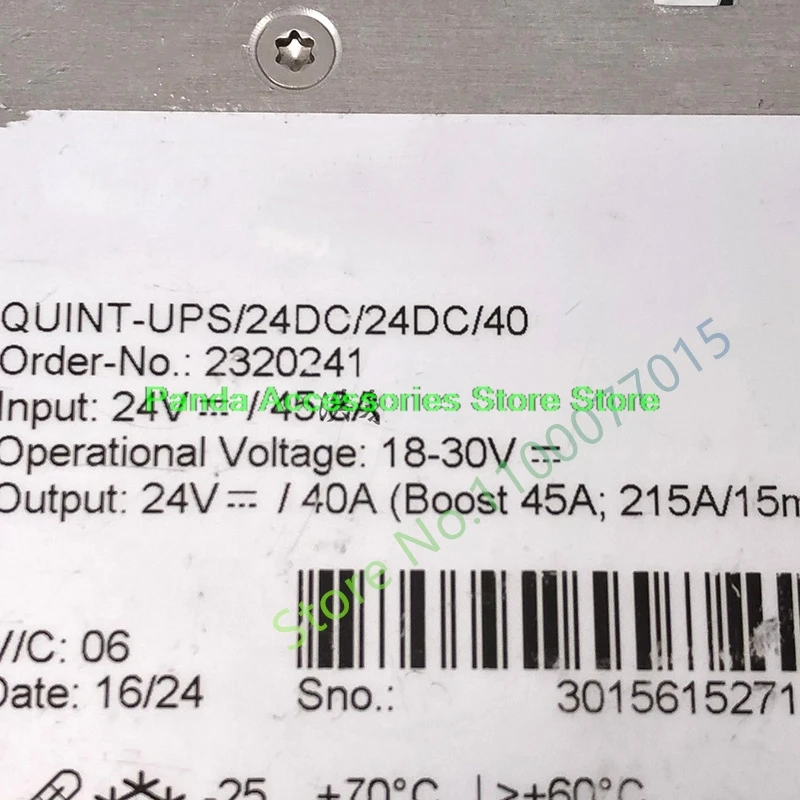 QUINT-UPS/24DC/24DC/40
Order-No.: 2320241
Input: 24V ⎓ / 45
Panda Accessories Store Store
Operational Voltage: 18-30V ⎓
Output: 24V ⎓ / 40A (Boost 45A; 215A/15m
Store No.1100077015
V/C: 06
Date: 16/24
Sno.: 3015615271
-25 +70°C >+60°C